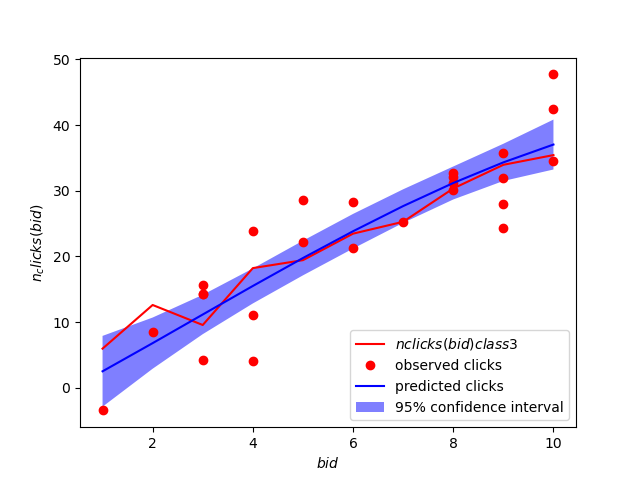 50
40
30
20
10
0
n_clicks(bid)
2
4
6
8
10
bid
nclicks(bid)class3
observed clicks
predicted clicks
95% confidence interval